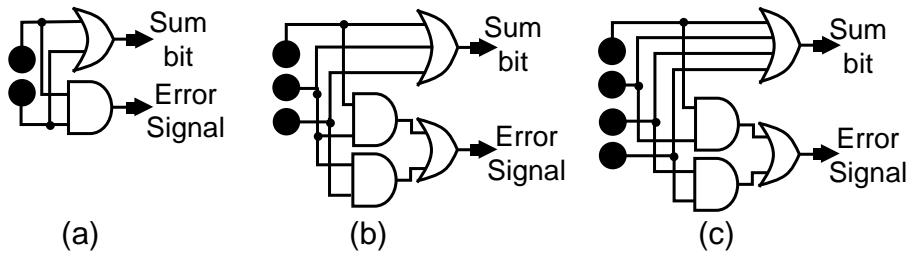 Sum
bit
Error
Signal
(a)
Sum
bit
Error
Signal
(b)
Sum
bit
Error
Signal
(c)